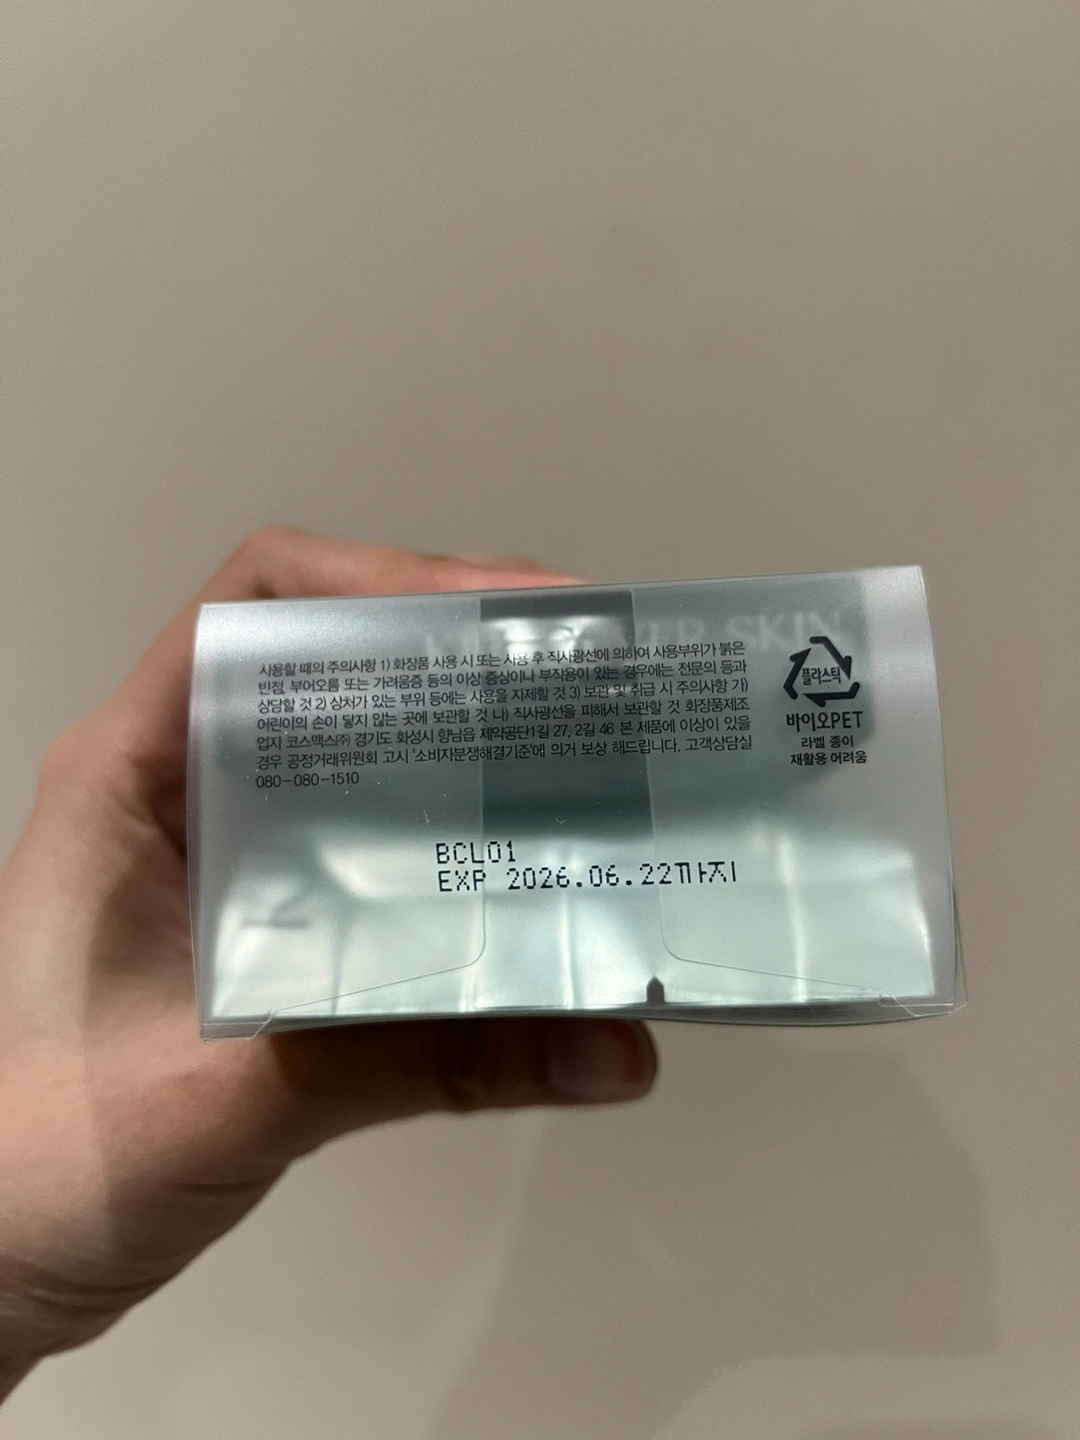 사용할 때의 주의사항 1) 화장품 사용 시 또는 사용 후 직사광선에 의하여 사용부위가 붉은
반점, 부어오름 또는 가려움증 등의 이상 증상이나 부작용이 있는 경우에는 전문의 등과
상담할 것 2) 상처가 있는 부위 등에는 사용을 자제할 것 3) 보관 및 취급 시 주의사항 가)
어린이의 손이 닿지 않는 곳에 보관할 것 나) 직사광선을 피해서 보관할 것 화장품제조
업자 코스맥스㈜ 경기도 화성시 향남읍 제약공단1길 27, 2길 46 본 제품에 이상이 있을
경우 공정거래위원회 고시 '소비자분쟁해결기준'에 의거 보상 해드립니다. 고객상담실
080-080-1510
플라스틱
바이오PET
라벨 종이
재활용 어려움
BCL01
EXP 2026.06.22까지
SKIN